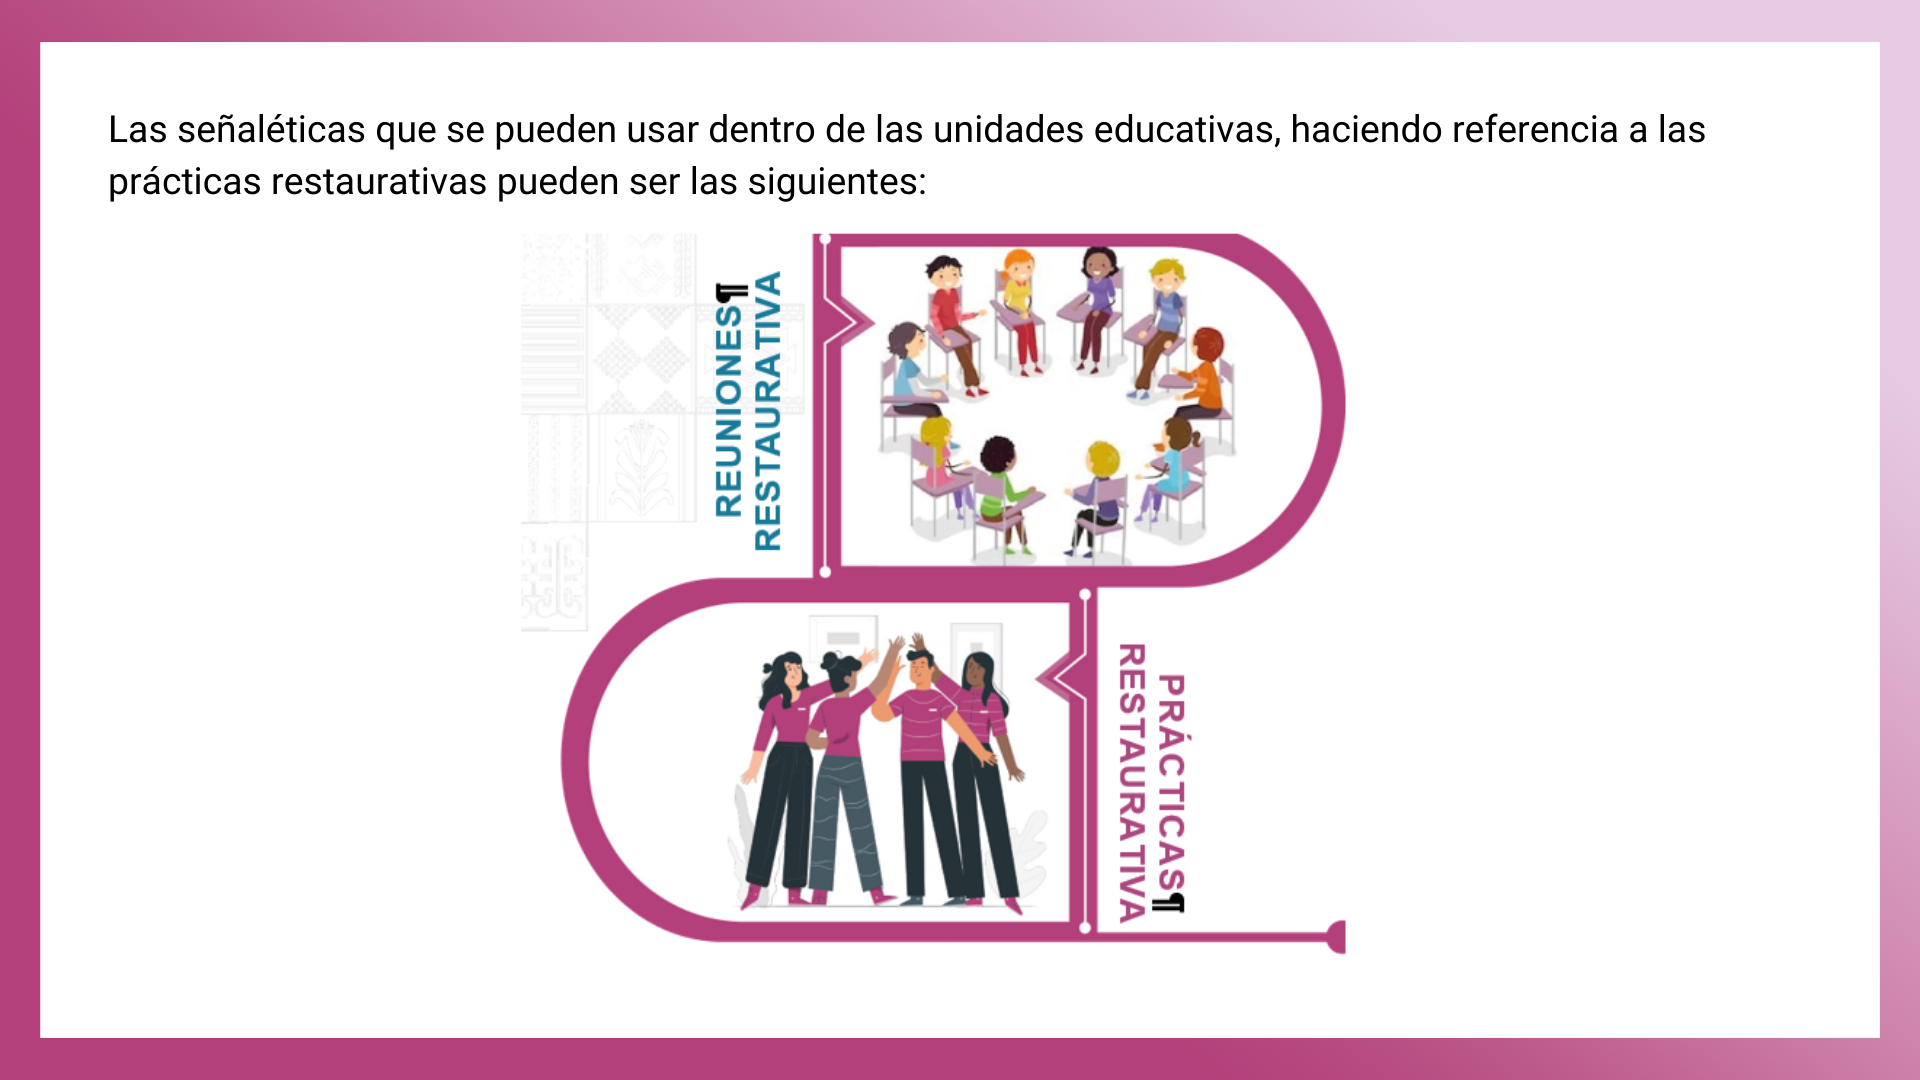 Las señaléticas que se pueden usar dentro de las unidades educativas, haciendo referencia a las
prácticas restaurativas pueden ser las siguientes:
REUNIONES¶
RESTAURATIVA
PRÁCTICAS¶
RESTAURATIVA